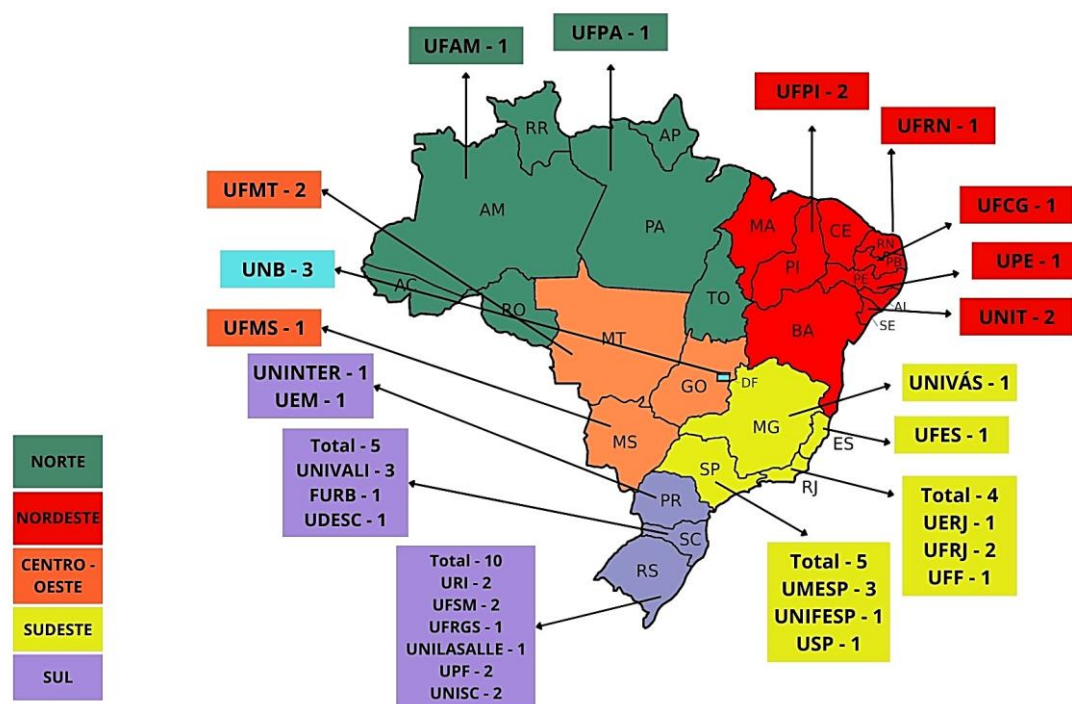 UFAM - 1
UFPA - 1
UFPI - 2
UFRN - 1
UFCG - 1
UPE - 1
UNIT - 2
UFMT - 2
UNB - 3
UFMS - 1
UNINTER - 1
UEM - 1
Total - 5
UNIVALI - 3
FURB - 1
UDESC - 1
Total - 10
URI - 2
UFSM - 2
UFRGS - 1
UNILASALLE - 1
UPF - 2
UNISC - 2
UNIVÁS - 1
UFES - 1
Total - 4
UERJ - 1
UFRJ - 2
UFF - 1
Total - 5
UMESP - 3
UNIFESP - 1
USP - 1
RR
AP
AM
PA
MA
CE
RN
PB
PE
PI
AL
SE
AC
RO
TO
BA
MT
GO
DF
MG
ES
MS
SP
RJ
PR
SC
RS
NORTE
NORDESTE
CENTRO -
OESTE
SUDESTE
SUL